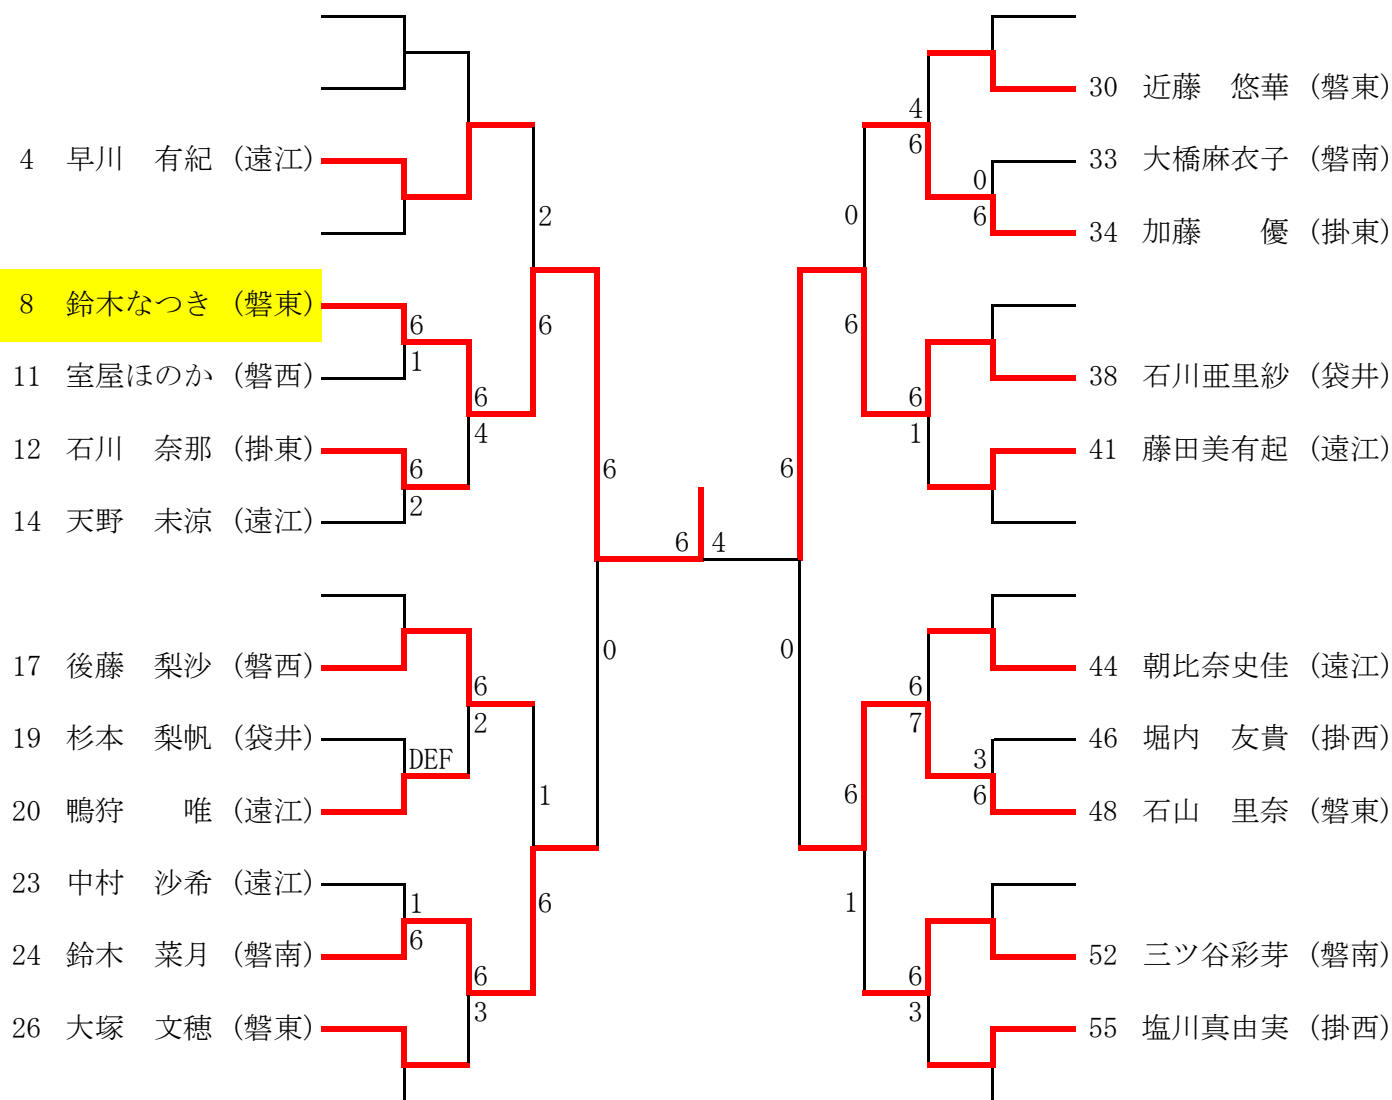 4 早川 有紀 (遠江)
8 鈴木なつき (磐東)
11 室屋ほのか (磐西)
12 石川 奈那 (掛東)
14 天野 未涼 (遠江)
17 後藤 梨沙 (磐西)
19 杉本 梨帆 (袋井)
20 鴨狩 唯 (遠江)
23 中村 沙希 (遠江)
24 鈴木 菜月 (磐南)
26 大塚 文穂 (磐東)
6
1
6
2
DEF
1
6
6
4
6
2
6
3
2
6
1
6
6
0
6 4
6
0
0
6
6
1
4
6
6
1
6
7
6
3
0
6
3
6
30 近藤 悠華 (磐東)
33 大橋麻衣子 (磐南)
34 加藤 優 (掛東)
38 石川亜里紗 (袋井)
41 藤田美有起 (遠江)
44 朝比奈史佳 (遠江)
46 堀内 友貴 (掛西)
48 石山 里奈 (磐東)
52 三ツ谷彩芽 (磐南)
55 塩川真由実 (掛西)